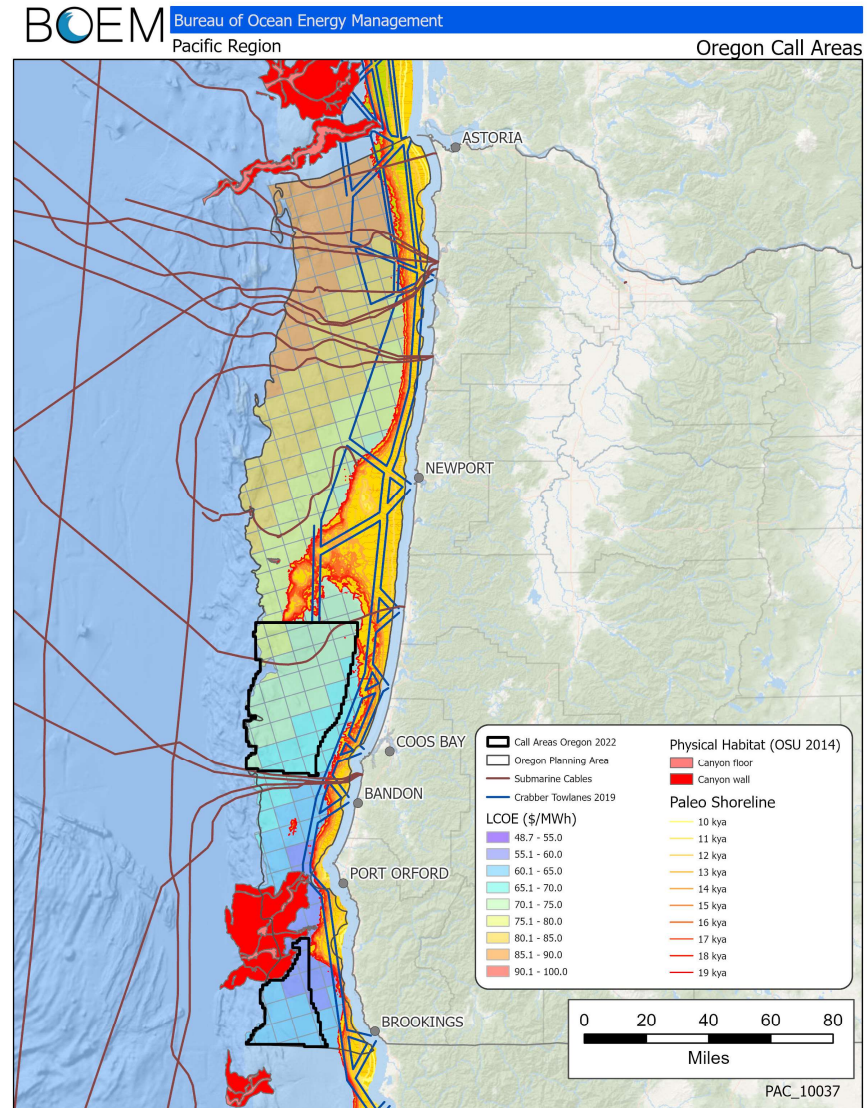 BOEM Bureau of Ocean Energy Management
Pacific Region
Oregon Call Areas
ASTORIA
NEWPORT
COOS BAY
BANDON
PORT ORFORD
BROOKINGS
Call Areas Oregon 2022
Oregon Planning Area
Submarine Cables
Crabber Towlanes 2019
LCOE ($/MWh)
48.7 - 55.0
55.1 - 60.0
60.1 - 65.0
65.1 - 70.0
70.1 - 75.0
75.1 - 80.0
80.1 - 85.0
85.1 - 90.0
90.1 - 100.0
Physical Habitat (OSU 2014)
Canyon floor
Canyon wall
Paleo Shoreline
10 kya
11 kya
12 kya
13 kya
14 kya
15 kya
16 kya
17 kya
18 kya
19 kya
0 20 40 60 80
Miles
PAC_10037